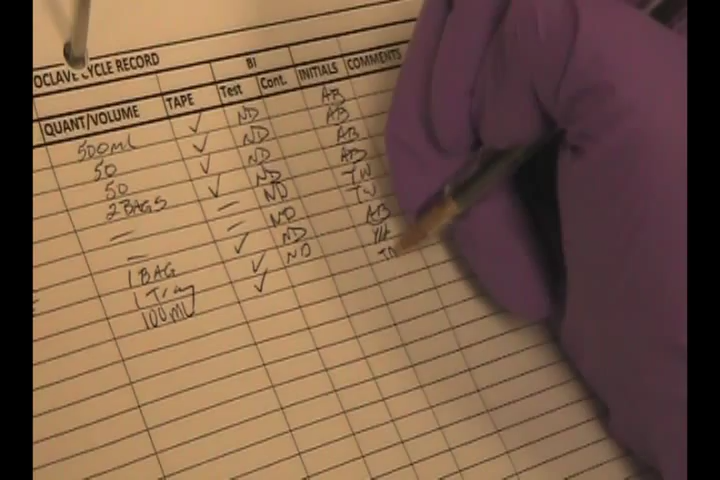 OCLAVE CYCLE RECORD
BI
QUANT/VOLUME TAPE Test Cont. INITIALS COMMENTS
500mL ✓ ND AB
50 ✓ ND AB
50 ✓ ND AB
2 BAGS ✓ ND AB
— = ND TW
— = ND TW
1 BAG ✓ ND AB
1 Tray ✓ ND
100mL ✓